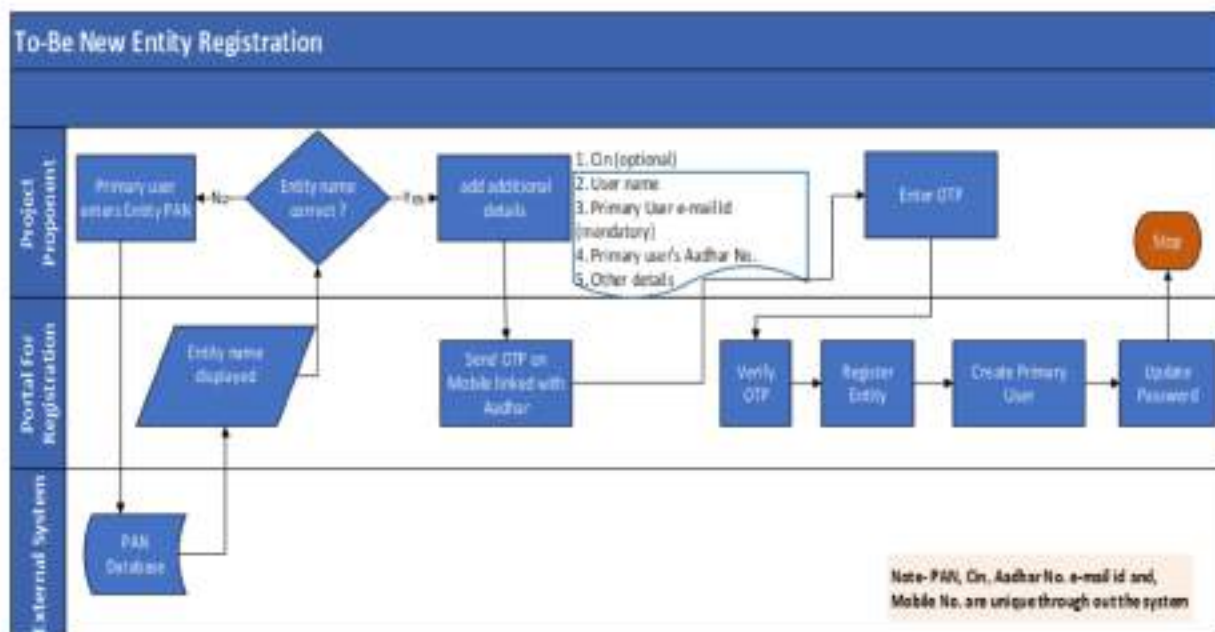 To-Be New Entity Registration
Project
Proponent
Primary user
enters Entity PAN
No
Entity name
correct ?
Yes
add additional
details
1. Cin (optional)
2. User name
3. Primary User e-mail id
(mandatory)
4. Primary user's Aadhar No.
5. Other details
Enter OTP
Stop
Portal For
Registration
Entity name
displayed
Send OTP on
Mobile linked with
Aadhar
Verify
OTP
Register
Entity
Create Primary
User
Update
Password
External System
PAN
Database
Note- PAN, Cin, Aadhar No. e-mail id and,
Mobile No. are unique through out the system